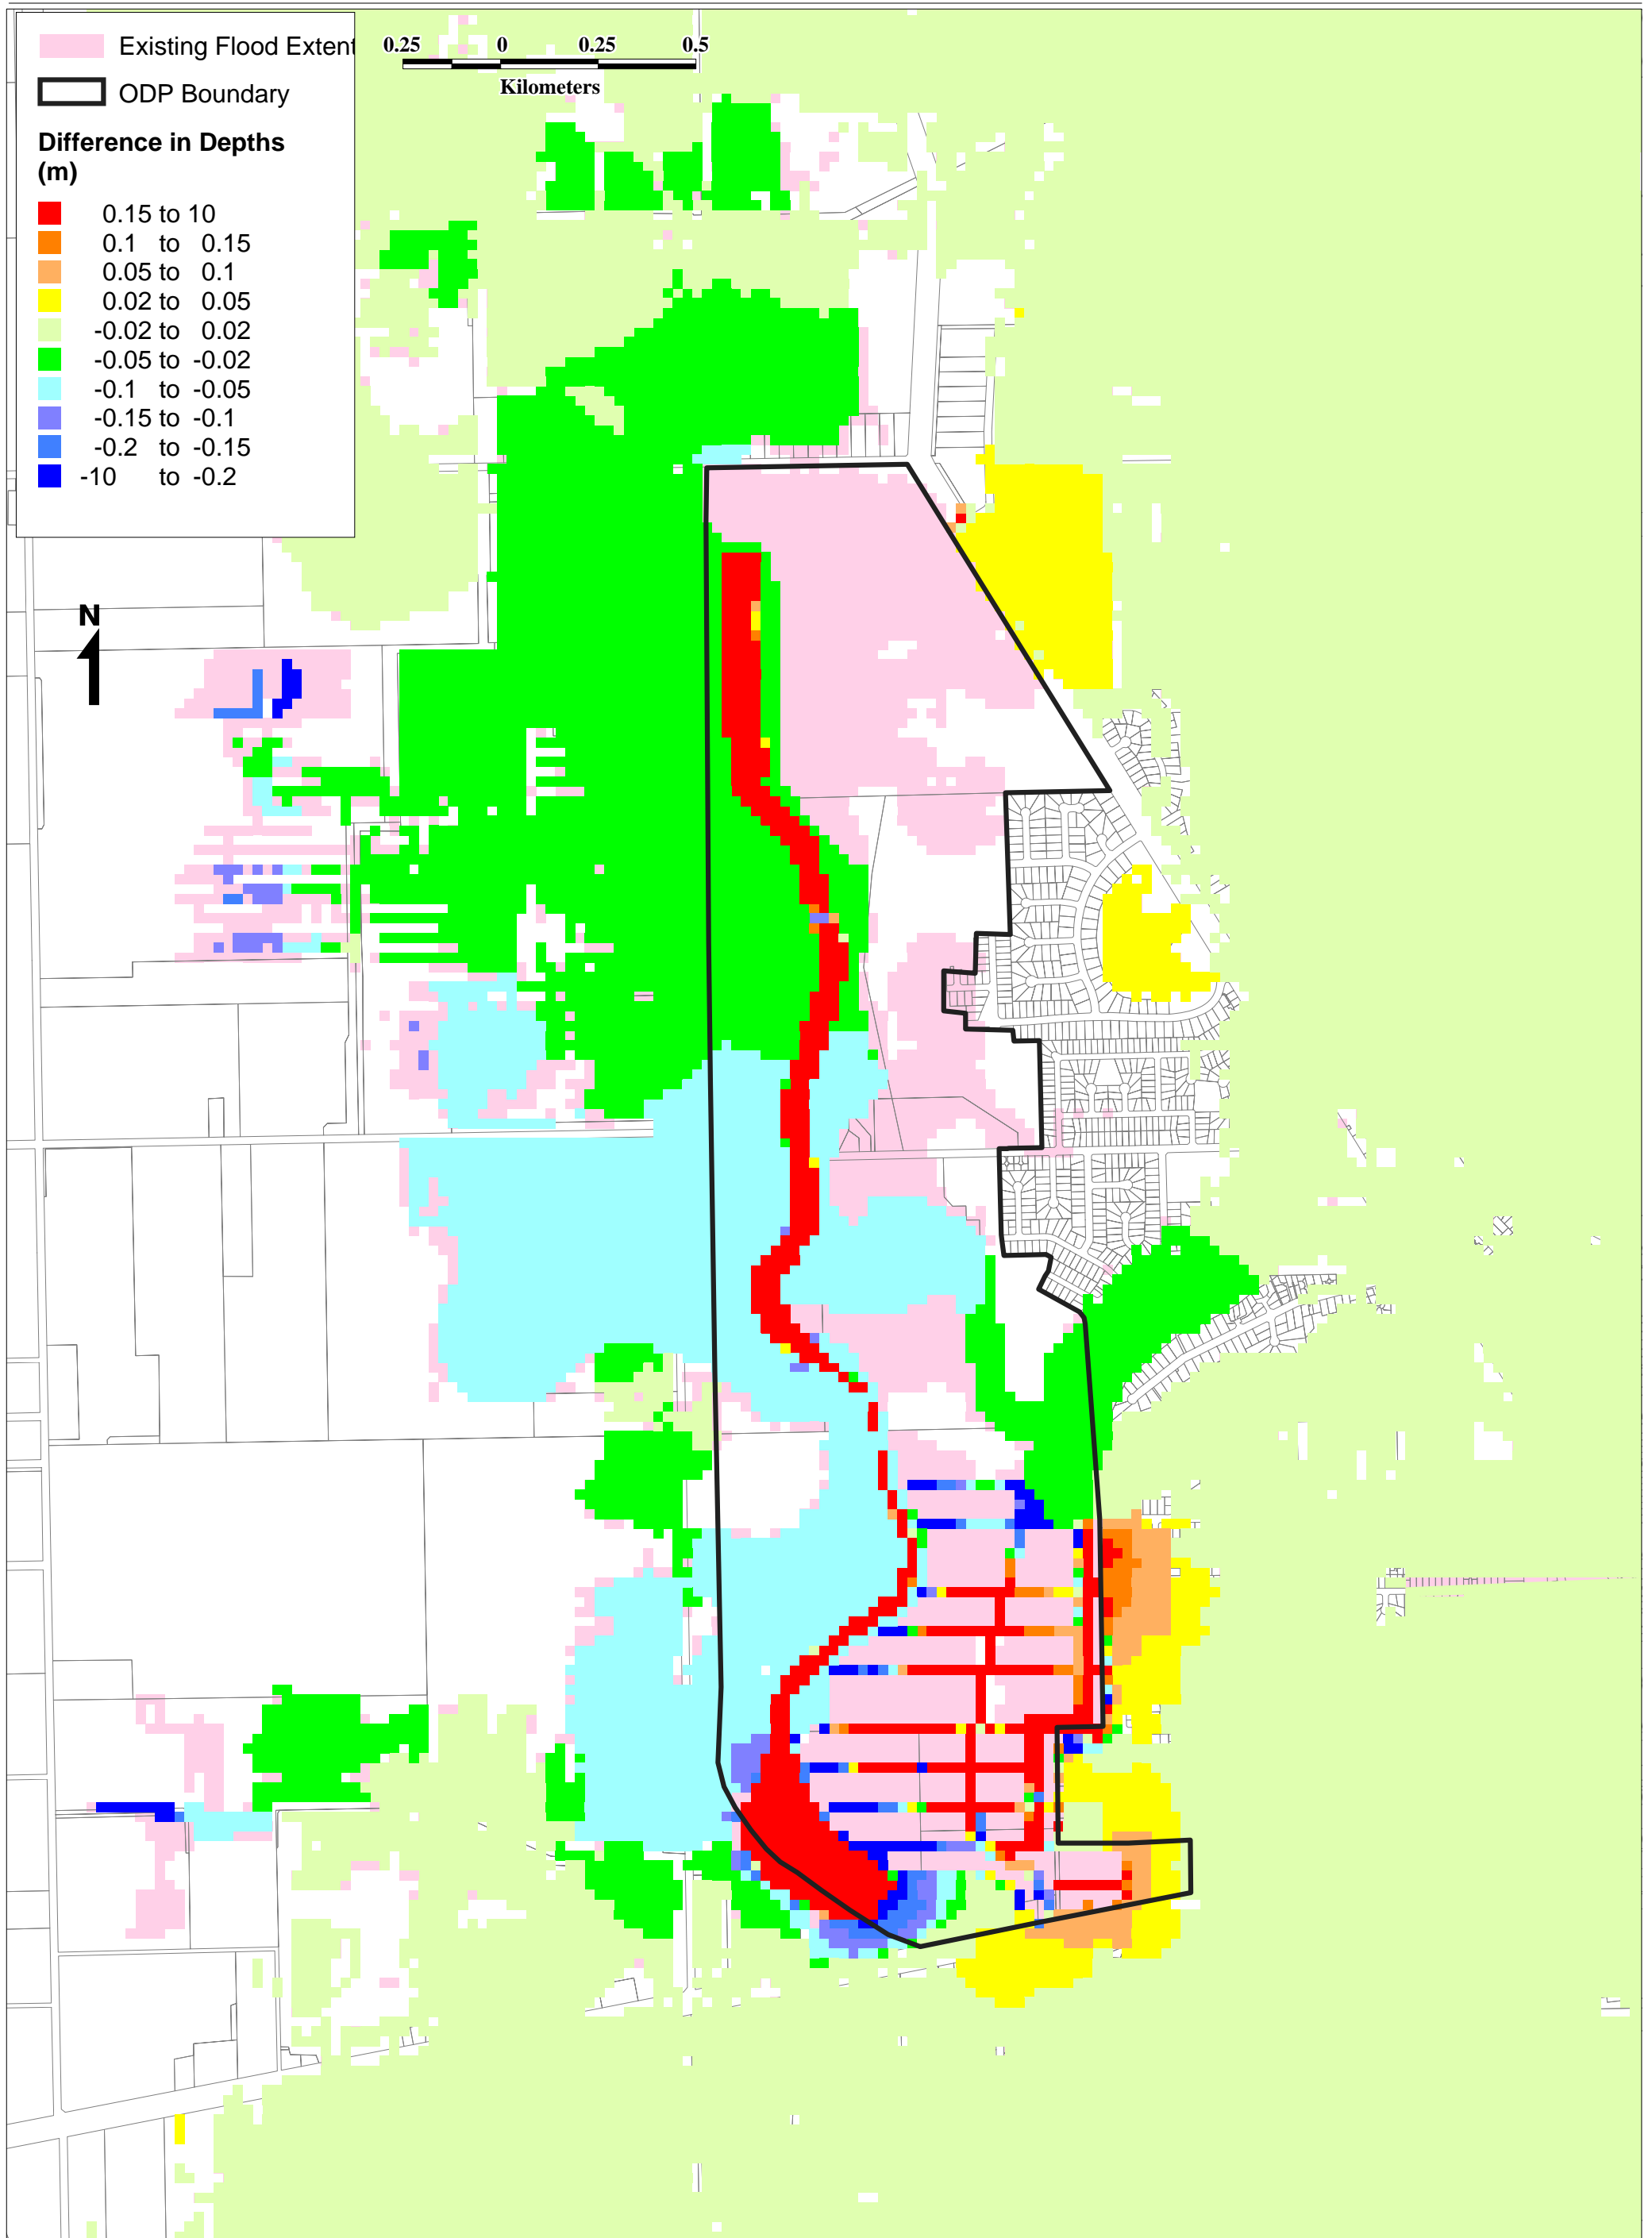 Existing Flood Extent
ODP Boundary
Difference in Depths
(m)
0.15 to 10
0.1 to 0.15
0.05 to 0.1
0.02 to 0.05
-0.02 to 0.02
-0.05 to -0.02
-0.1 to -0.05
-0.15 to -0.1
-0.2 to -0.15
-10 to -0.2
0.25 0 0.25 0.5
Kilometers
N